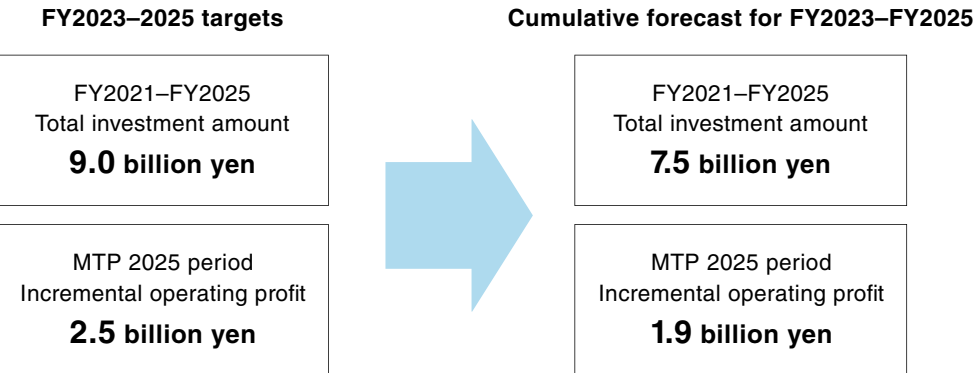 FY2023–2025 targets
FY2021–FY2025
Total investment amount
9.0 billion yen
MTP 2025 period
Incremental operating profit
2.5 billion yen
Cumulative forecast for FY2023–FY2025
FY2021–FY2025
Total investment amount
7.5 billion yen
MTP 2025 period
Incremental operating profit
1.9 billion yen